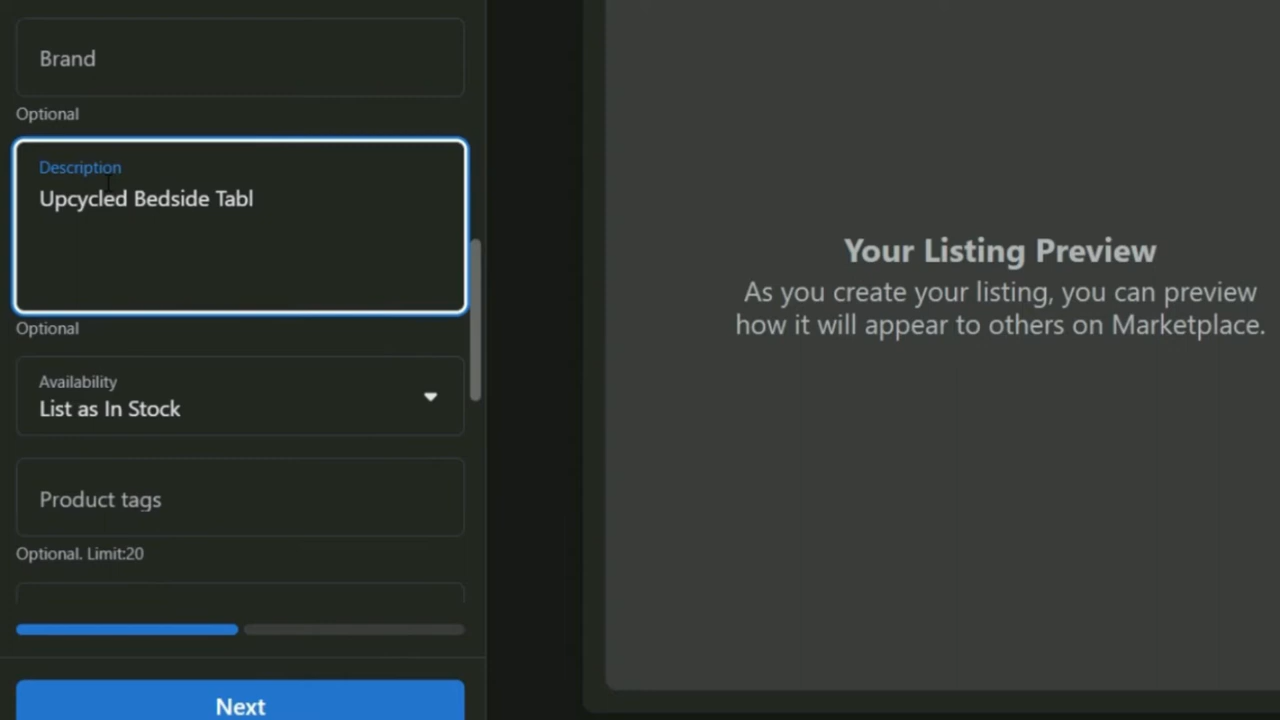 Brand
Optional
Description
Upcycled Bedside Tabl
Optional
Availability
List as In Stock
Product tags
Optional. Limit:20
Next
Your Listing Preview
As you create your listing, you can preview
how it will appear to others on Marketplace.